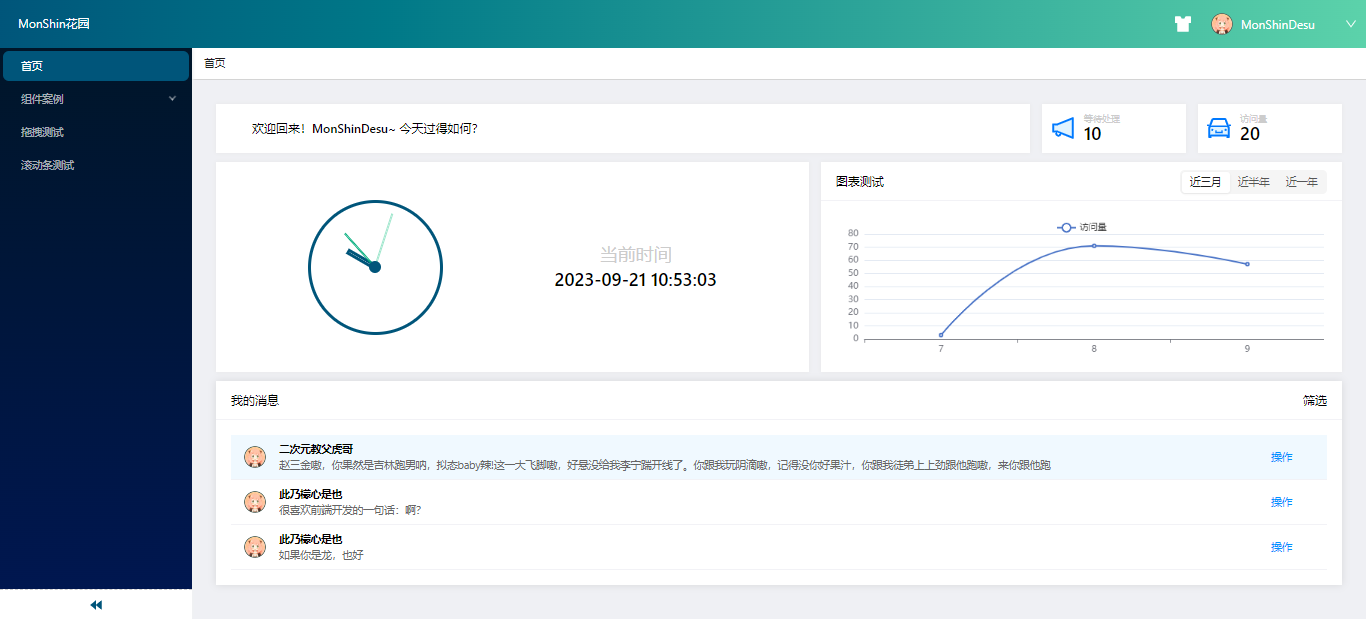 MonShin花园
MonShinDesu
首页
组件案例
拖拽测试
滚动条测试
首页
欢迎回来！MonShinDesu~ 今天过得如何?
等待处理
10
访问量
20
当前时间
2023-09-21 10:53:03
图表测试
近三月 近半年 近一年
访问量
80
70
60
50
40
30
20
10
0
7 8 9
我的消息
筛选
二次元教父虎哥
赵三金嗷，你果然是吉林跑男呐，拟态baby辣!这一大飞脚嗷，好悬没给我李宁踹开线了。你跟我玩阴滴嗷，记得没你好果汁，你跟我徒弟上上劲跟他跑嗷，来你跟他跑
操作
此乃檬心是也
很喜欢前端开发的一句话：啊?
操作
此乃檬心是也
如果你是龙，也好
操作